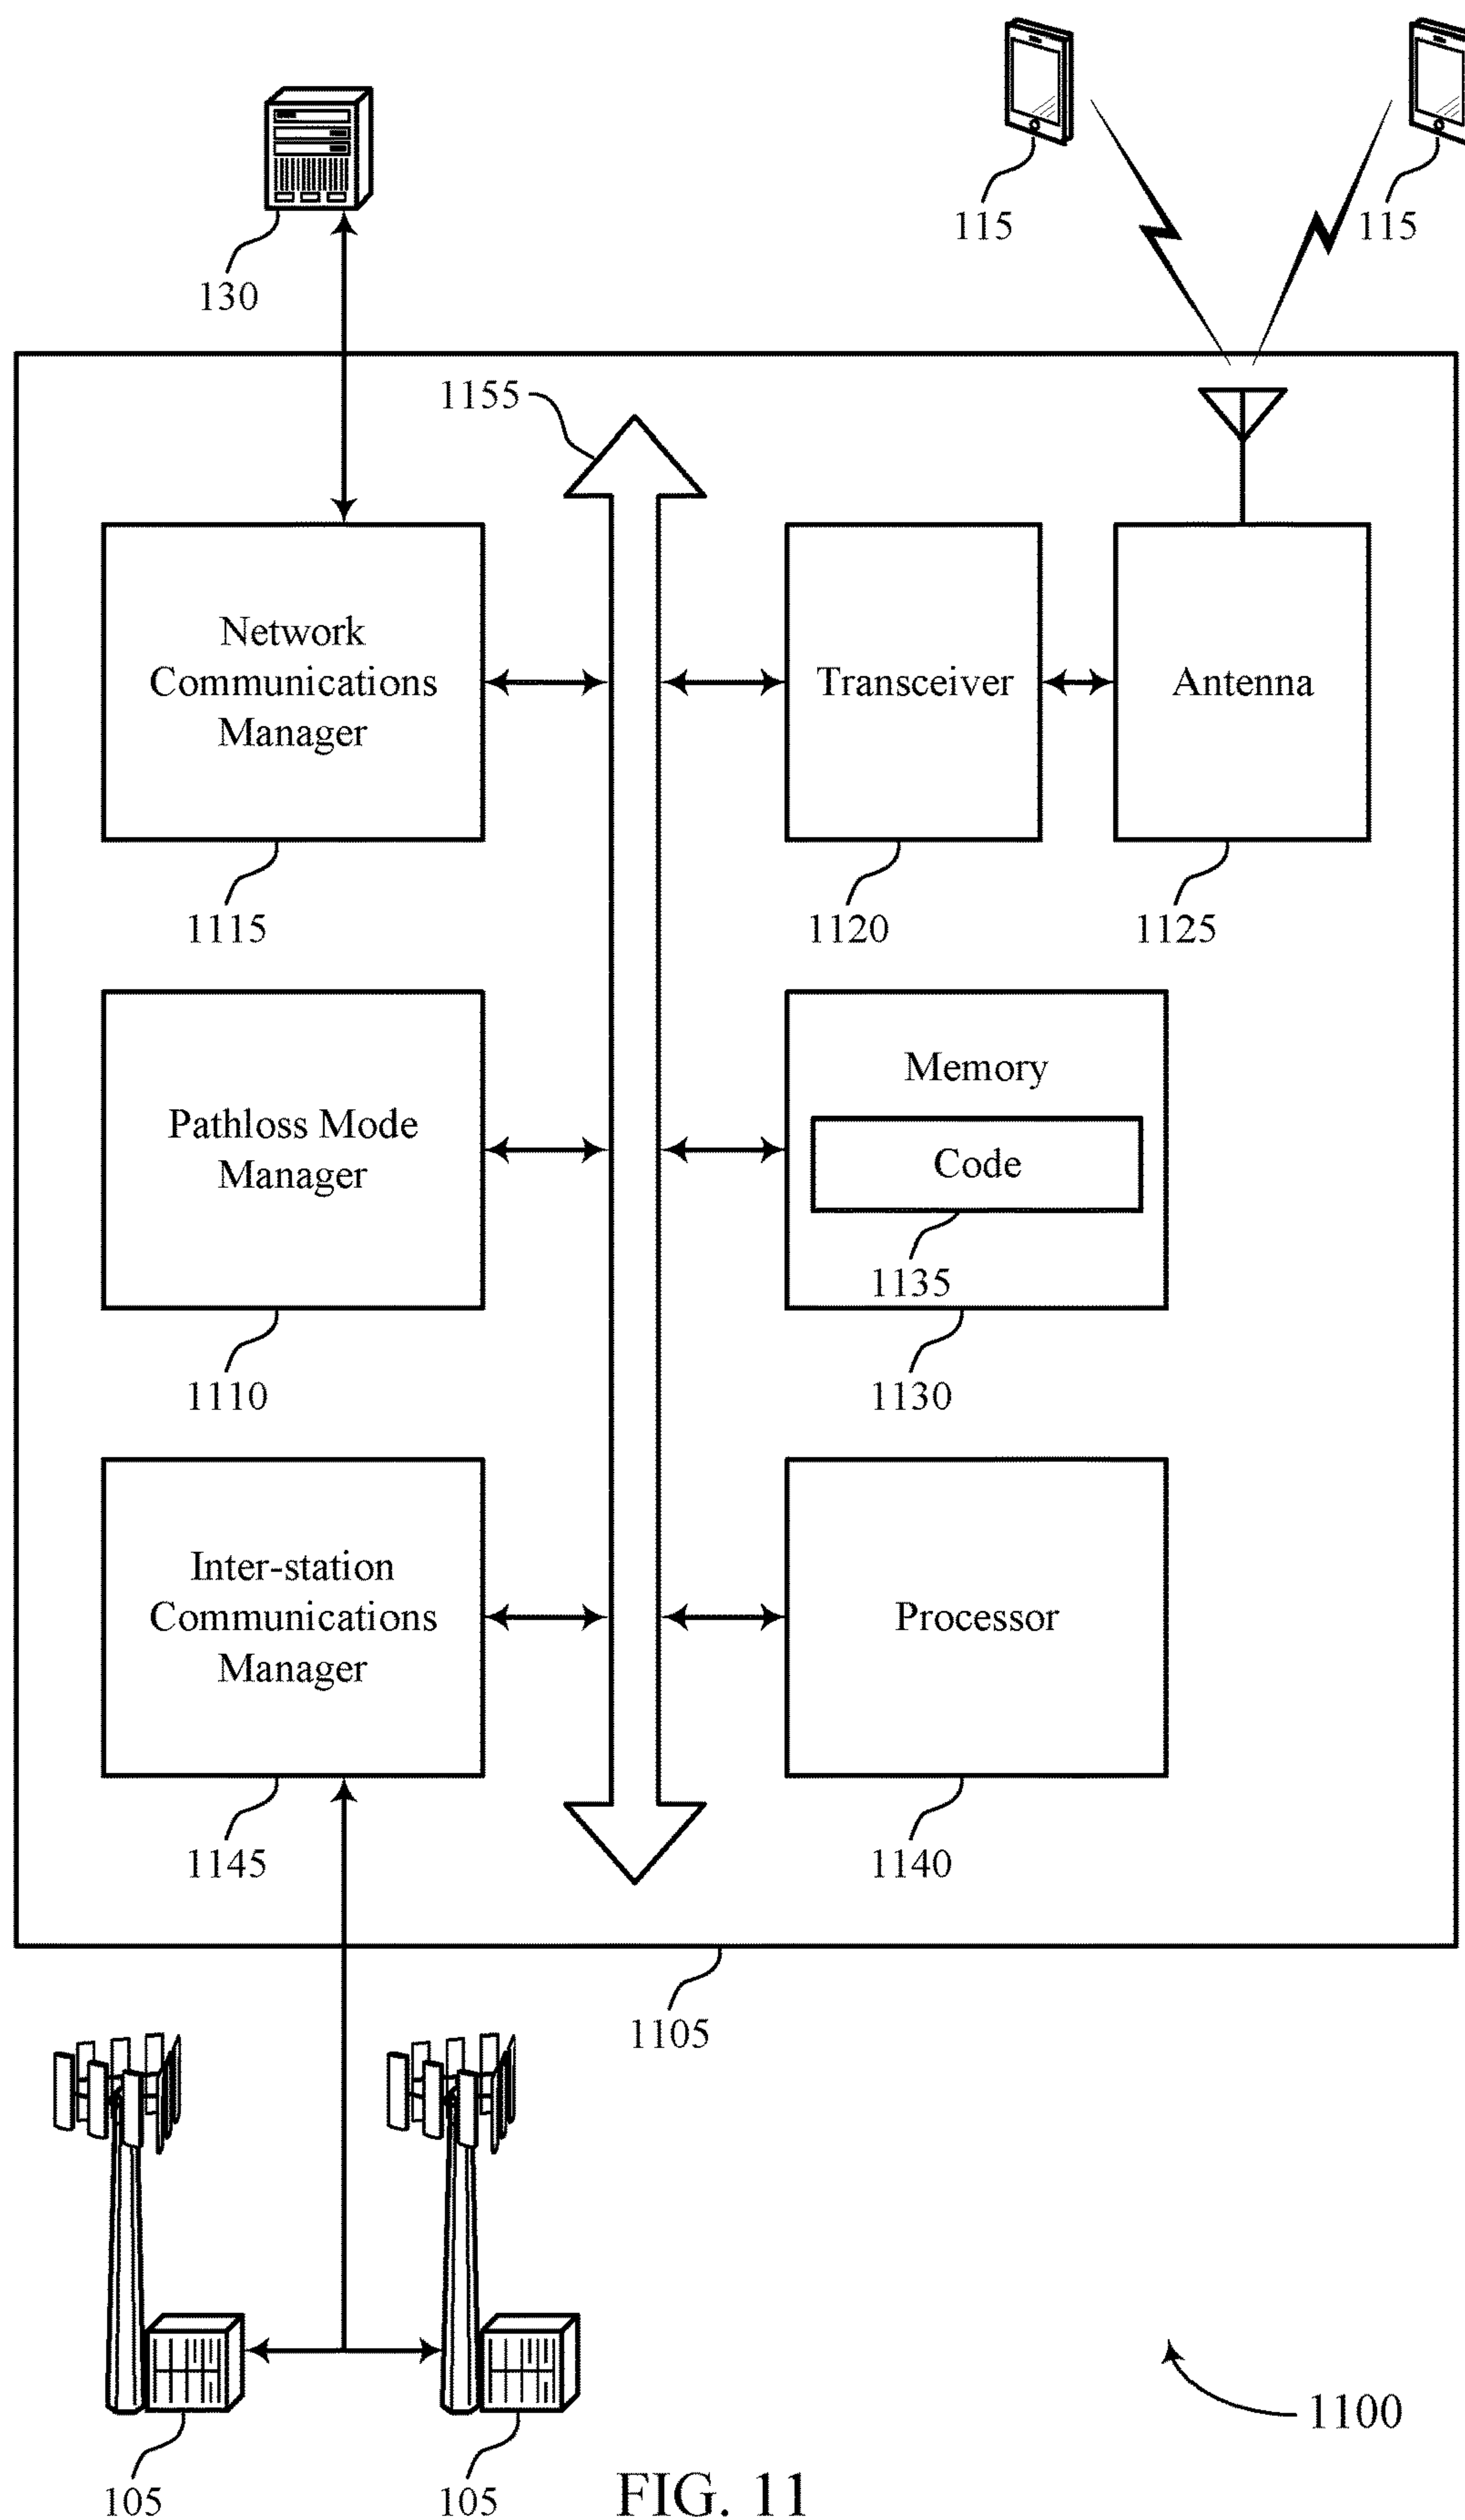 115
115
130
1155
Network
Communications
Manager
Transceiver
Antenna
1115
1120
1125
Pathloss Mode
Manager
Memory
Code
1135
1110
1130
Inter-station
Communications
Manager
Processor
1145
1140
1105
1100
105
105
FIG. 11